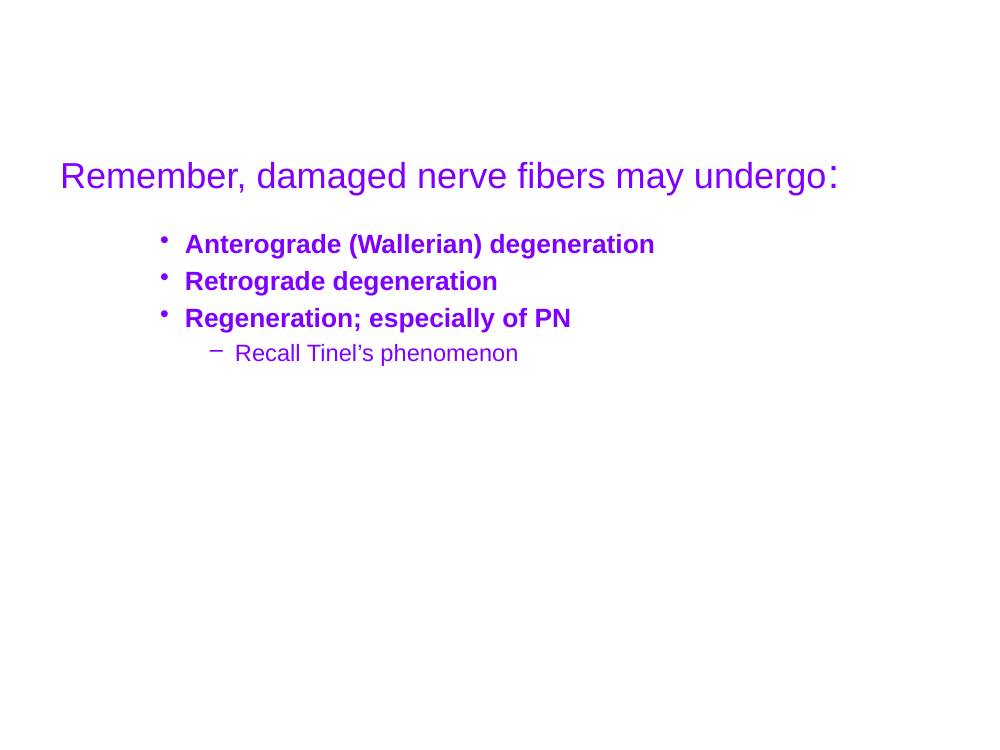 Remember, damaged nerve fibers may undergo:
• Anterograde (Wallerian) degeneration
• Retrograde degeneration
• Regeneration; especially of PN
– Recall Tinel’s phenomenon